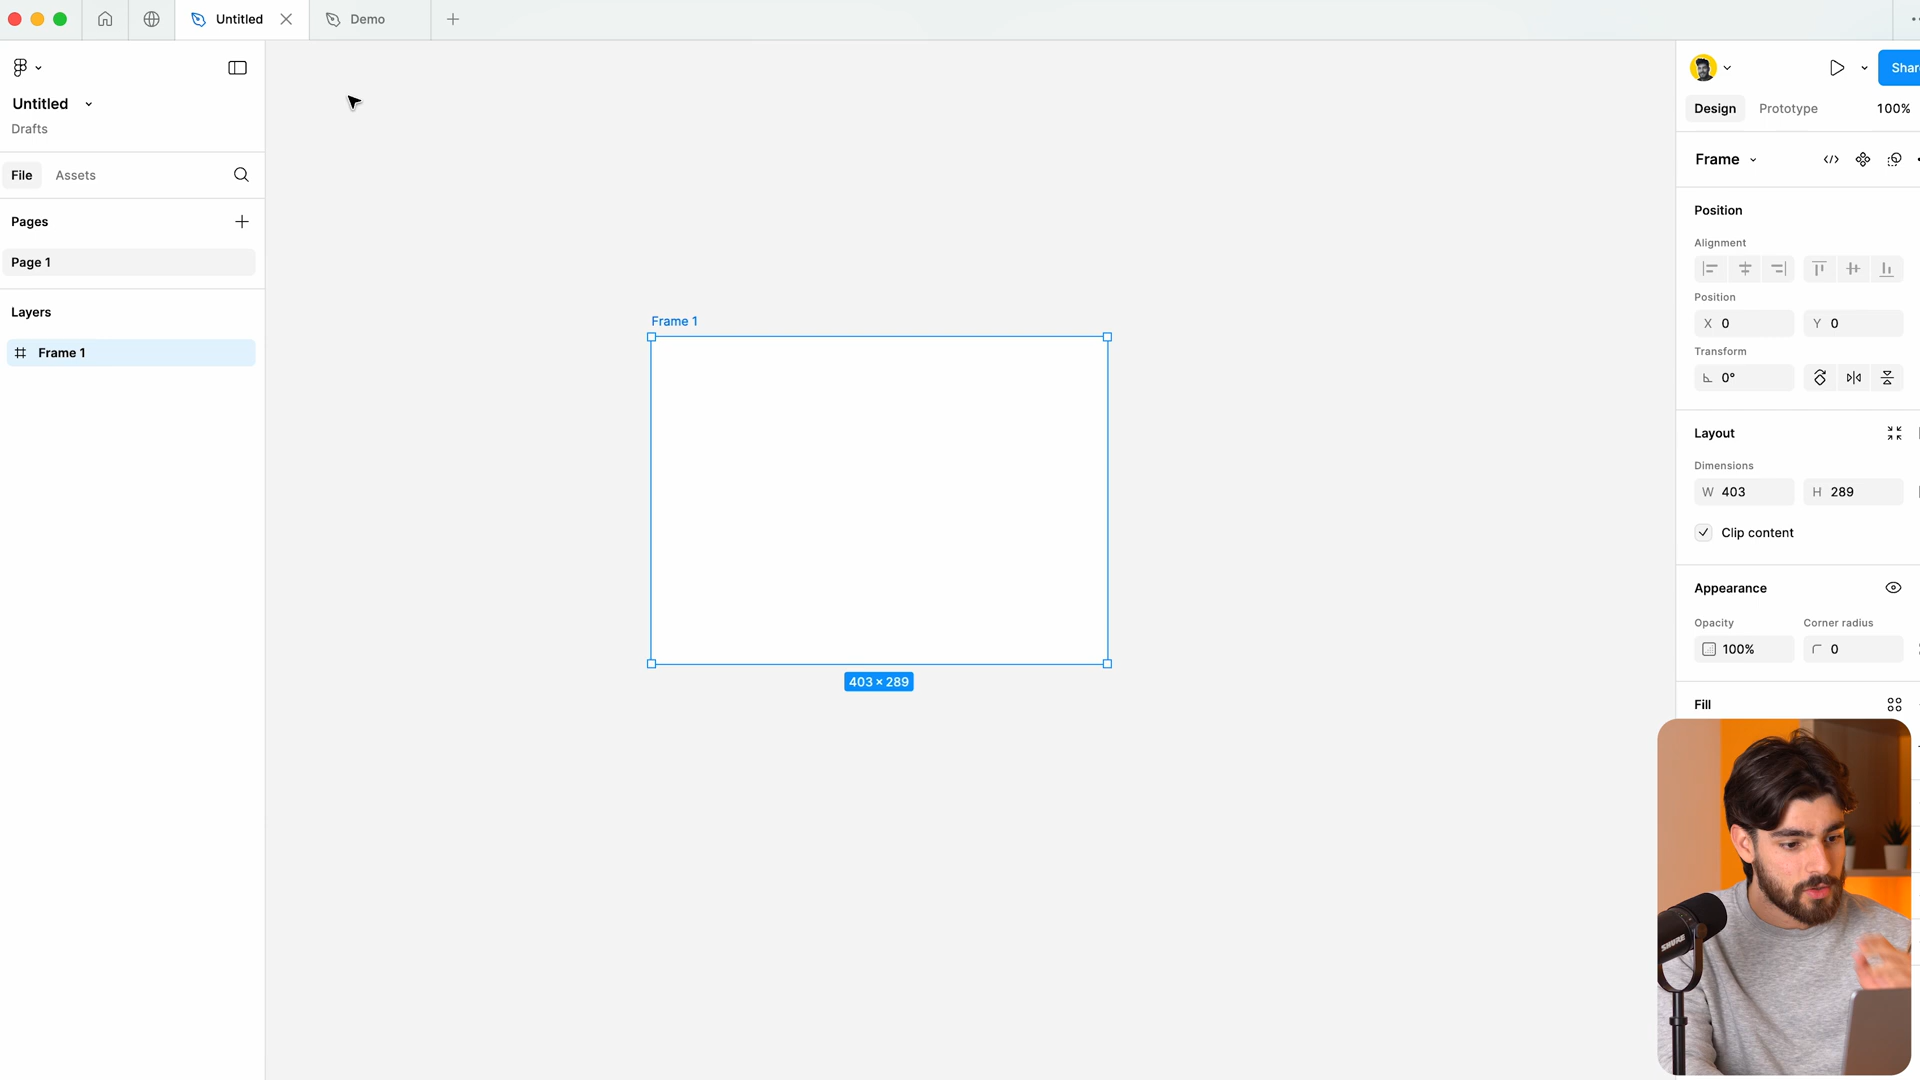 Untitled
Demo
Untitled
Drafts
File
Assets
Pages
Page 1
Layers
Frame 1
Frame 1
403 × 289
Design
Prototype
100%
Frame
Position
Alignment
Position
X 0
Y 0
Transform
0°
Layout
Dimensions
W 403
H 289
Clip content
Appearance
Opacity
Corner radius
100%
0
Fill
SHURE